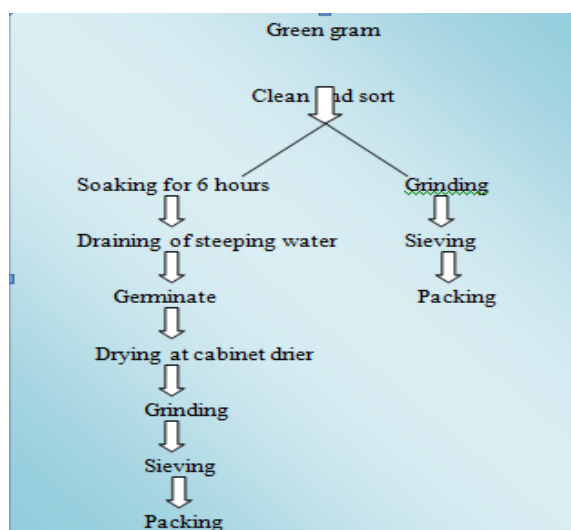 Green gram
Clean and sort
Soaking for 6 hours Grinding
Draining of steeping water Sieving
Germinate Packing
Drying at cabinet drier
Grinding
Sieving
Packing